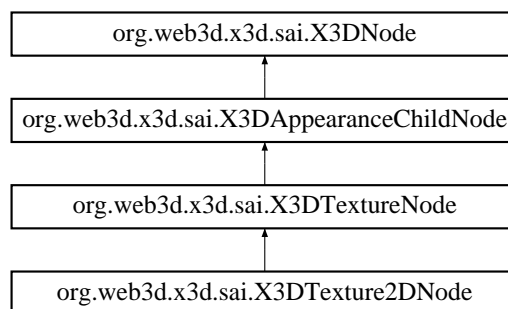 org.web3d.x3d.sai.X3DNode
org.web3d.x3d.sai.X3DAppearanceChildNode
org.web3d.x3d.sai.X3DTextureNode
org.web3d.x3d.sai.X3DTexture2DNode